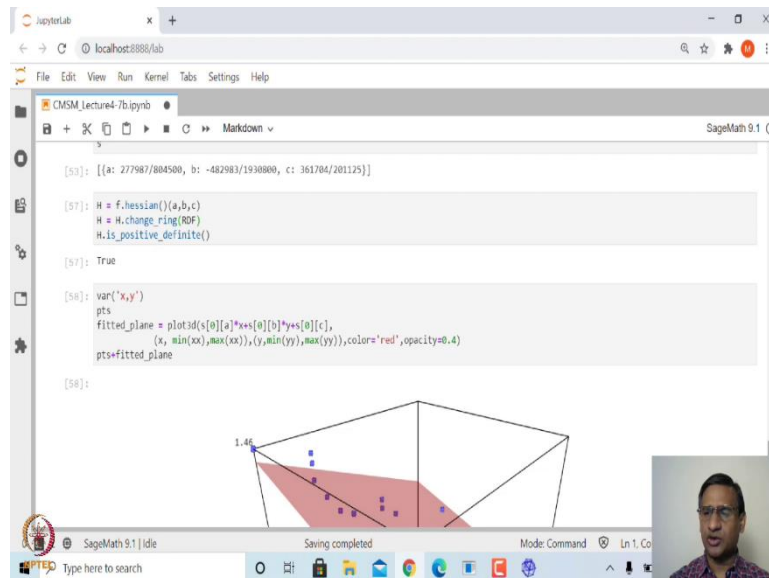 JupyterLab
localhost:8888/lab
M
File Edit View Run Kernel Tabs Settings Help
CMSM_Lecture4-7b.ipynb
Markdown
SageMath 9.1
s
[53]: [{a: 277987/804500, b: -482983/1930800, c: 361704/201125}]
[57]: H = f.hessian()(a,b,c)
H = H.change_ring(RDF)
H.is_positive_definite()
[57]: True
[58]: var('x,y')
pts
fitted_plane = plot3d(s[0][a]*x+s[0][b]*y+s[0][c],
(x, min(xx),max(xx)),(y,min(yy),max(yy)),color='red',opacity=0.4)
pts+fitted_plane
[58]:
1.46
SageMath 9.1 | Idle Saving completed Mode: Command Ln 1, Co
NPTEL Type here to search